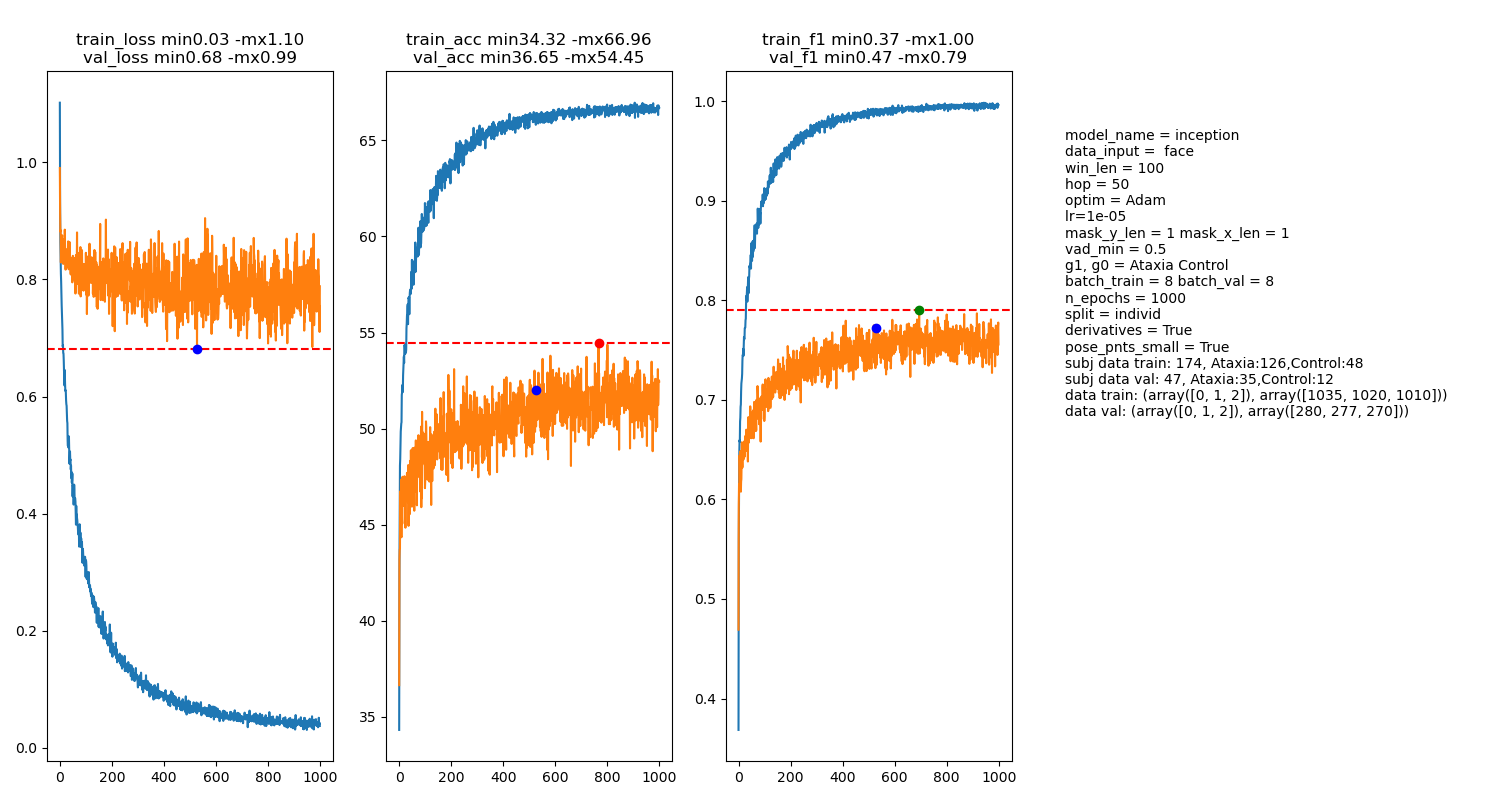 train_loss min0.03 -mx1.10
val_loss min0.68 -mx0.99
1.0
0.8
0.6
0.4
0.2
0.0
0 200 400 600 800 1000
train_acc min34.32 -mx66.96
val_acc min36.65 -mx54.45
65
60
55
50
45
40
35
0 200 400 600 800 1000
train_f1 min0.37 -mx1.00
val_f1 min0.47 -mx0.79
1.0
0.9
0.8
0.7
0.6
0.5
0.4
0 200 400 600 800 1000
model_name = inception
data_input =  face
win_len = 100
hop = 50
optim = Adam
lr=1e-05
mask_y_len = 1 mask_x_len = 1
vad_min = 0.5
g1, g0 = Ataxia Control
batch_train = 8 batch_val = 8
n_epochs = 1000
split = individ
derivatives = True
pose_pnts_small = True
subj data train: 174, Ataxia:126,Control:48
subj data val: 47, Ataxia:35,Control:12
data train: (array([0, 1, 2]), array([1035, 1020, 1010]))
data val: (array([0, 1, 2]), array([280, 277, 270]))